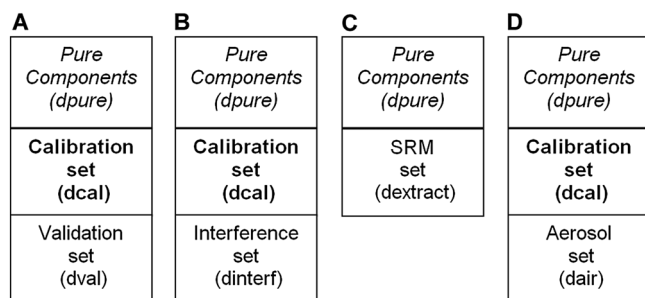 A
Pure
Components
(dpure)
Calibration
set
(dcal)
Validation
set
(dval)
B
Pure
Components
(dpure)
Calibration
set
(dcal)
Interference
set
(dinterf)
C
Pure
Components
(dpure)
SRM
set
(dextract)
D
Pure
Components
(dpure)
Calibration
set
(dcal)
Aerosol
set
(dair)